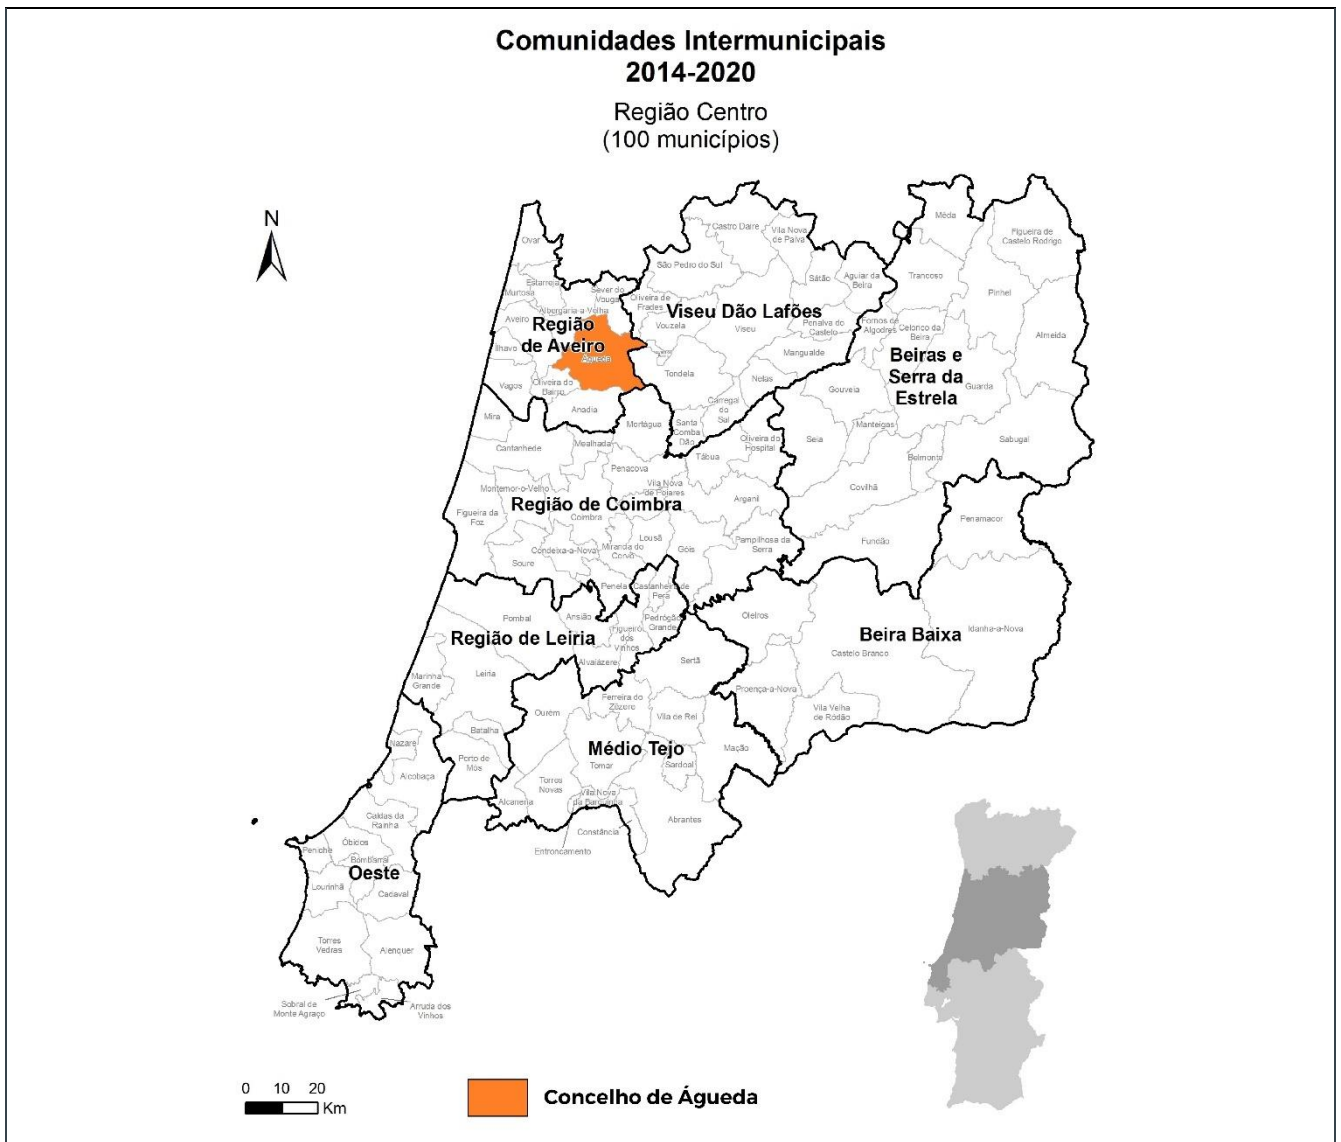 Comunidades Intermunicipais
2014-2020
Região Centro
(100 municípios)
N
Mêda
Figueira de
Castelo Rodrigo
Castro Daire
Vila Nova
de Paiva
Ovar
São Pedro do Sul
Sátão
Aguiar da
Beira
Trancoso
Pinhel
Estarreja
Murtosa
Sever do
Vouga
Oliveira de
Frades
Albergaria-a-Velha
Aveiro
Região
de Aveiro
Vouzela
Viseu Dão Lafões
Viseu
Penalva do
Castelo
Fornos de
Algodres
Celorico da
Beira
Almeida
Ílhavo
Águeda
Mangualde
Beiras e
Serra da
Estrela
Tondela
Nelas
Gouveia
Guarda
Vagos
Oliveira do
Bairro
Anadia
Carregal
do
Sal
Mira
Mortágua
Santa
Comba
Dão
Manteigas
Seia
Sabugal
Oliveira do
Hospital
Cantanhede
Mealhada
Tábua
Belmonte
Penacova
Montemor-o-Velho
Vila Nova
de Poiares
Covilhã
Região de Coimbra
Arganil
Figueira da
Foz
Coimbra
Penamacor
Lousã
Pampilhosa da
Serra
Fundão
Condeixa-a-Nova
Miranda do
Corvo
Góis
Soure
Penela
Castanheira de
Pera
Pombal
Ansião
Pedrógão
Grande
Oleiros
Idanha-a-Nova
Região de Leiria
Figueiró
dos
Vinhos
Beira Baixa
Castelo Branco
Alvaiázere
Sertã
Marinha
Grande
Leiria
Proença-a-Nova
Ferreira do
Zêzere
Ourém
Vila de Rei
Vila Velha
de Ródão
Batalha
Nazaré
Médio Tejo
Mação
Porto de
Mós
Tomar
Sardoal
Alcobaça
Torres
Novas
Alcanena
Vila Nova
da Barquinha
Caldas da
Rainha
Abrantes
Constância
Entroncamento
Óbidos
Peniche
Bombarral
Oeste
Lourinhã
Cadaval
Torres
Vedras
Alenquer
Sobral de
Monte Agraço
Arruda dos
Vinhos
0 10 20
Km
Concelho de Águeda